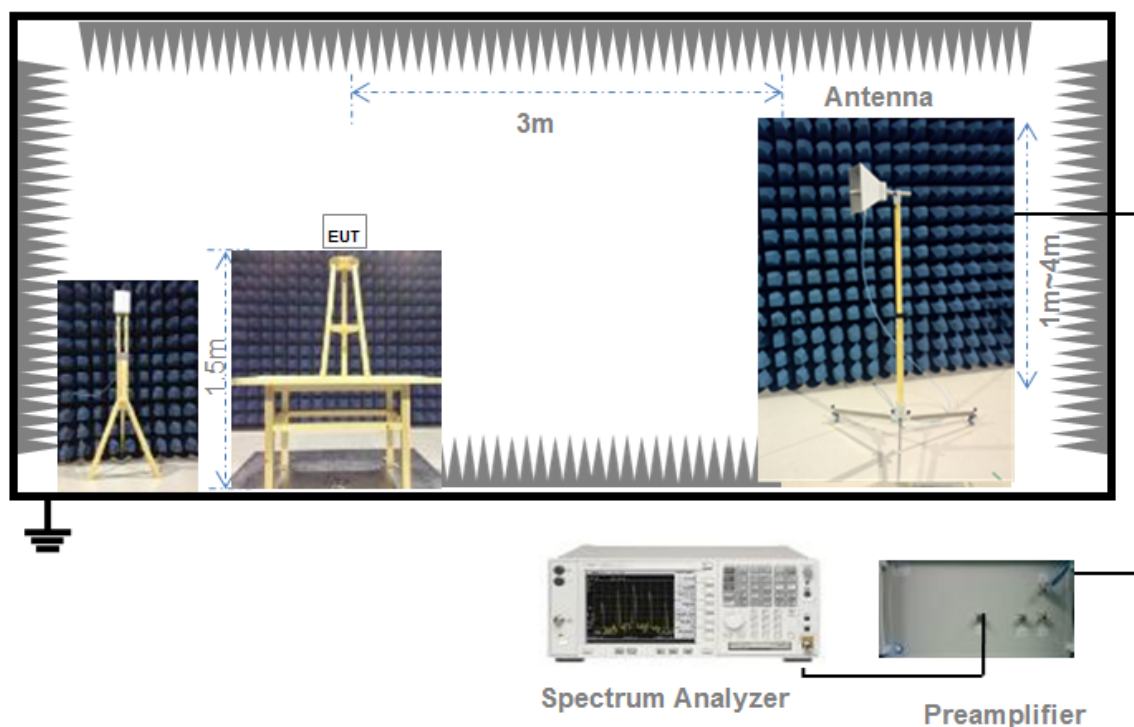 Antenna
3m
EUT
1.5m
1m~4m
Spectrum Analyzer
Preamplifier